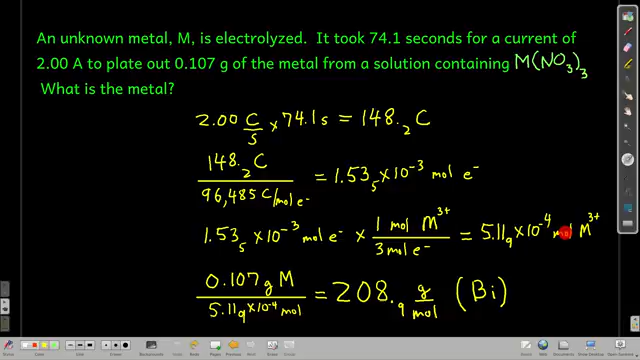 An unknown metal, M, is electrolyzed. It took 74.1 seconds for a current of
2.00 A to plate out 0.107 g of the metal from a solution containing M(NO₃)₃
What is the metal?
2.00 C/s × 74.1 s = 148.₂ C
148.₂ C / 96,485 C/mol e⁻ = 1.53₅ × 10⁻³ mol e⁻
1.53₅ × 10⁻³ mol e⁻ × 1 mol M³⁺ / 3 mol e⁻ = 5.11₉ × 10⁻⁴ mol M³⁺
0.107 g M / 5.11₉ × 10⁻⁴ mol = 208.₉ g/mol (Bi)